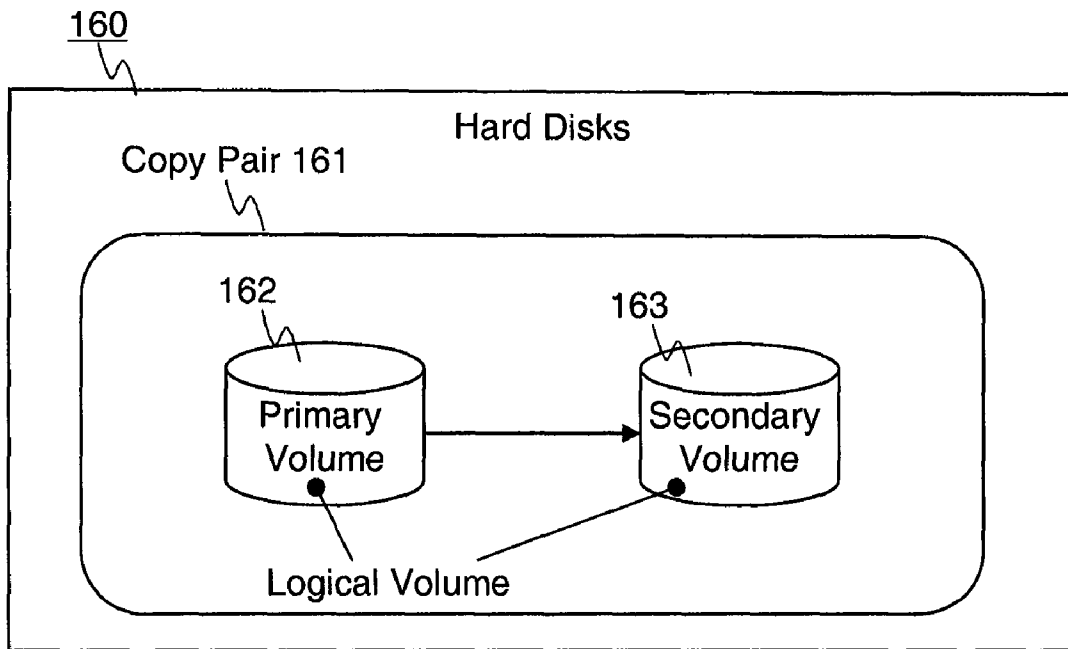 160
Hard Disks
Copy Pair 161
162
163
Primary
Volume
Secondary
Volume
Logical Volume